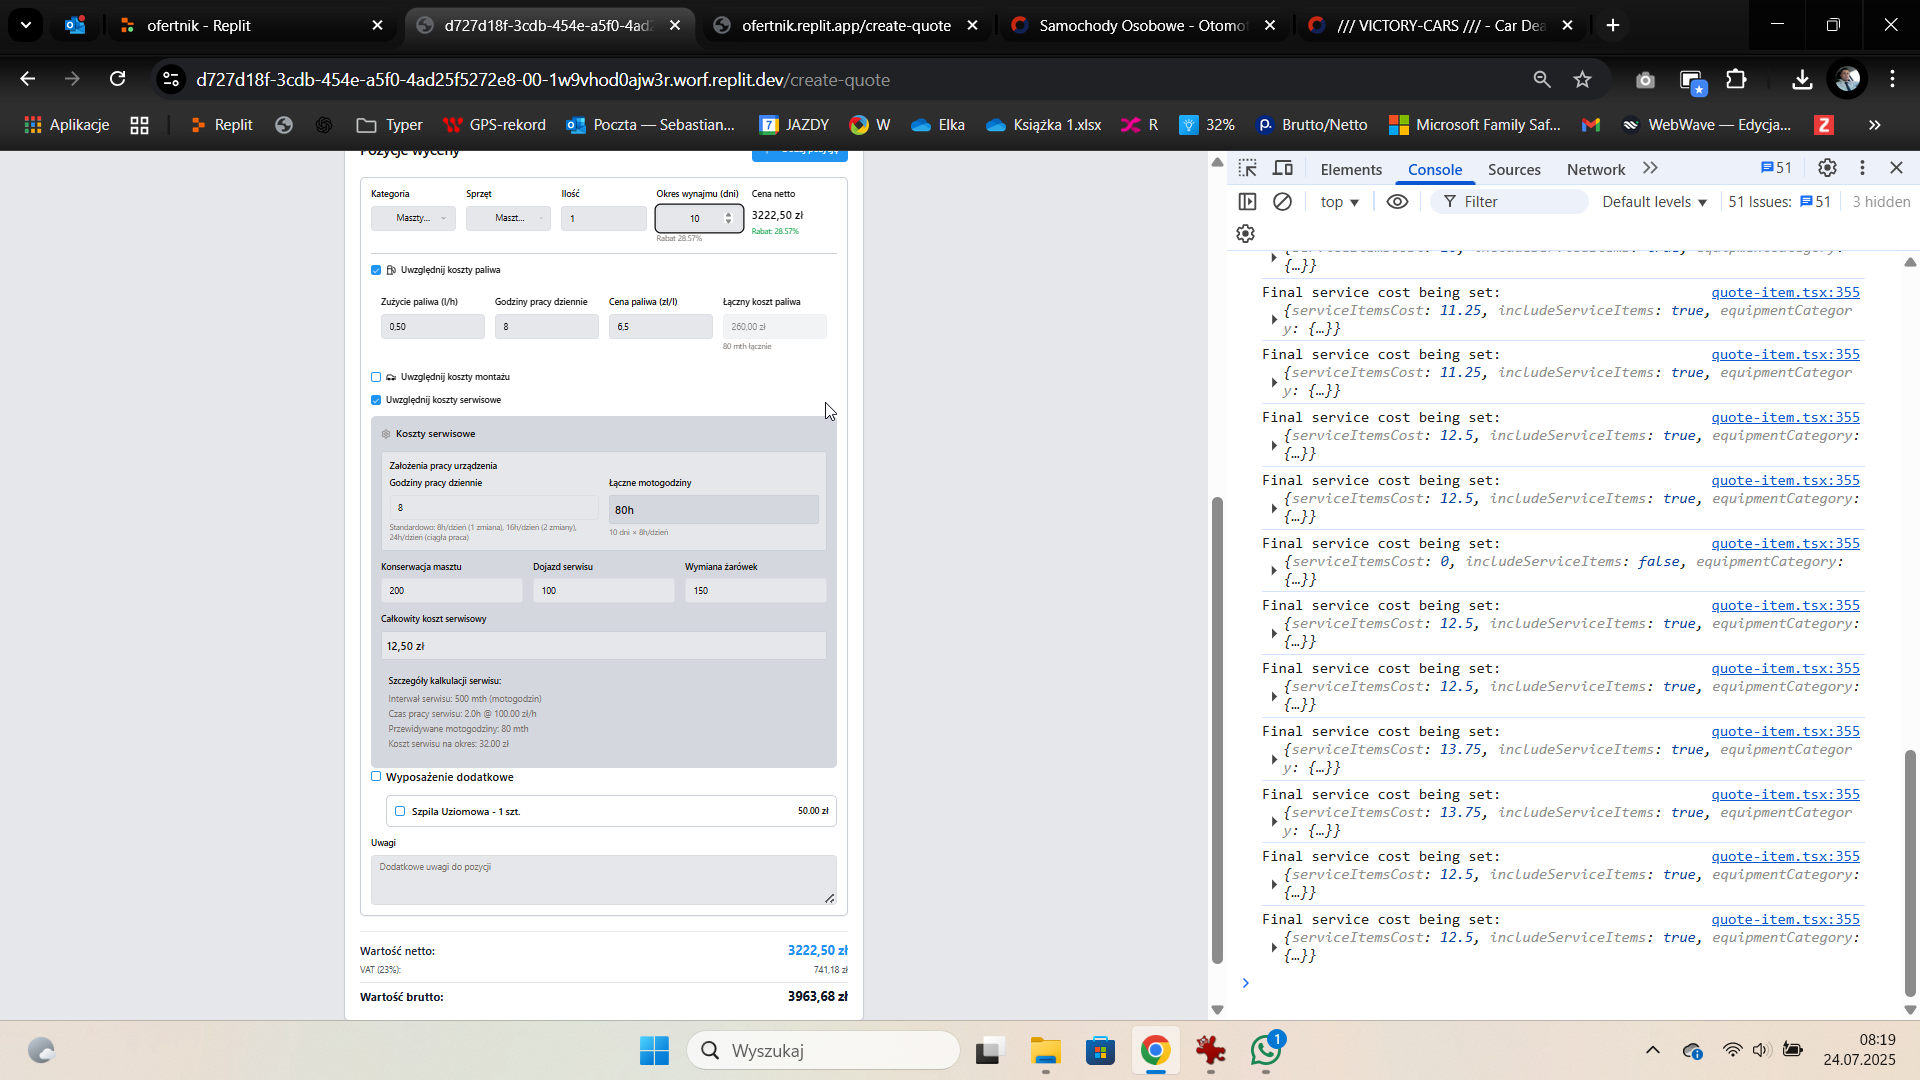 ofertnik - Replit
d727d18f-3cdb-454e-a5f0-4ad2
ofertnik.replit.app/create-quote
Samochody Osobowe - Otomot
/// VICTORY-CARS /// - Car Dea
d727d18f-3cdb-454e-a5f0-4ad25f5272e8-00-1w9vhod0ajw3r.worf.replit.dev/create-quote
Aplikacje
Replit
Typer
GPS-rekord
Poczta — Sebastian...
7 JAZDY
W
Elka
Książka 1.xlsx
R
32%
Brutto/Netto
Microsoft Family Saf...
WebWave — Edycja...
Z
Pozycje wyceny
Kategoria Sprzęt Ilość Okres wynajmu (dni) Cena netto
Maszty... Maszt... 1 10 3222,50 zł
Rabat 28.57% Rabat: 28.57%
Uwzględnij koszty paliwa
Zużycie paliwa (l/h) Godziny pracy dziennie Cena paliwa (zł/l) Łączny koszt paliwa
0,50 8 6,5 260,00 zł
80 mth łącznie
Uwzględnij koszty montażu
Uwzględnij koszty serwisowe
Koszty serwisowe
Założenia pracy urządzenia
Godziny pracy dziennie Łączne motogodziny
8 80h
Standardowo: 8h/dzień (1 zmiana), 16h/dzień (2 zmiany),
24h/dzień (ciągła praca)
10 dni × 8h/dzień
Konserwacja masztu Dojazd serwisu Wymiana żarówek
200 100 150
Całkowity koszt serwisowy
12,50 zł
Szczegóły kalkulacji serwisu:
Interwał serwisu: 500 mth (motogodzin)
Czas pracy serwisu: 2.0h @ 100.00 zł/h
Przewidywane motogodziny: 80 mth
Koszt serwisu na okres: 32.00 zł
Wyposażenie dodatkowe
Szpila Uziomowa - 1 szt. 50.00 zł
Uwagi
Dodatkowe uwagi do pozycji
Wartość netto: 3222,50 zł
VAT (23%): 741,18 zł
Wartość brutto: 3963,68 zł
Elements Console Sources Network 51
top Filter Default levels 51 Issues: 51 3 hidden
{…}}
Final service cost being set: quote-item.tsx:355
{serviceItemsCost: 11.25, includeServiceItems: true, equipmentCategor
y: {…}}
Final service cost being set: quote-item.tsx:355
{serviceItemsCost: 11.25, includeServiceItems: true, equipmentCategor
y: {…}}
Final service cost being set: quote-item.tsx:355
{serviceItemsCost: 12.5, includeServiceItems: true, equipmentCategory:
{…}}
Final service cost being set: quote-item.tsx:355
{serviceItemsCost: 12.5, includeServiceItems: true, equipmentCategory:
{…}}
Final service cost being set: quote-item.tsx:355
{serviceItemsCost: 0, includeServiceItems: false, equipmentCategory:
{…}}
Final service cost being set: quote-item.tsx:355
{serviceItemsCost: 12.5, includeServiceItems: true, equipmentCategory:
{…}}
Final service cost being set: quote-item.tsx:355
{serviceItemsCost: 12.5, includeServiceItems: true, equipmentCategory:
{…}}
Final service cost being set: quote-item.tsx:355
{serviceItemsCost: 13.75, includeServiceItems: true, equipmentCategor
y: {…}}
Final service cost being set: quote-item.tsx:355
{serviceItemsCost: 13.75, includeServiceItems: true, equipmentCategor
y: {…}}
Final service cost being set: quote-item.tsx:355
{serviceItemsCost: 12.5, includeServiceItems: true, equipmentCategory:
{…}}
Final service cost being set: quote-item.tsx:355
{serviceItemsCost: 12.5, includeServiceItems: true, equipmentCategory:
{…}}
Wyszukaj
1
08:19
24.07.2025